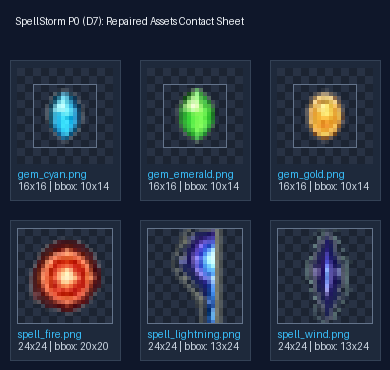 SpellStorm P0 (D7): Repaired Assets Contact Sheet
gem_cyan.png
16x16 | bbox: 10x14
gem_emerald.png
16x16 | bbox: 10x14
gem_gold.png
16x16 | bbox: 10x14
spell_fire.png
24x24 | bbox: 20x20
spell_lightning.png
24x24 | bbox: 13x24
spell_wind.png
24x24 | bbox: 13x24